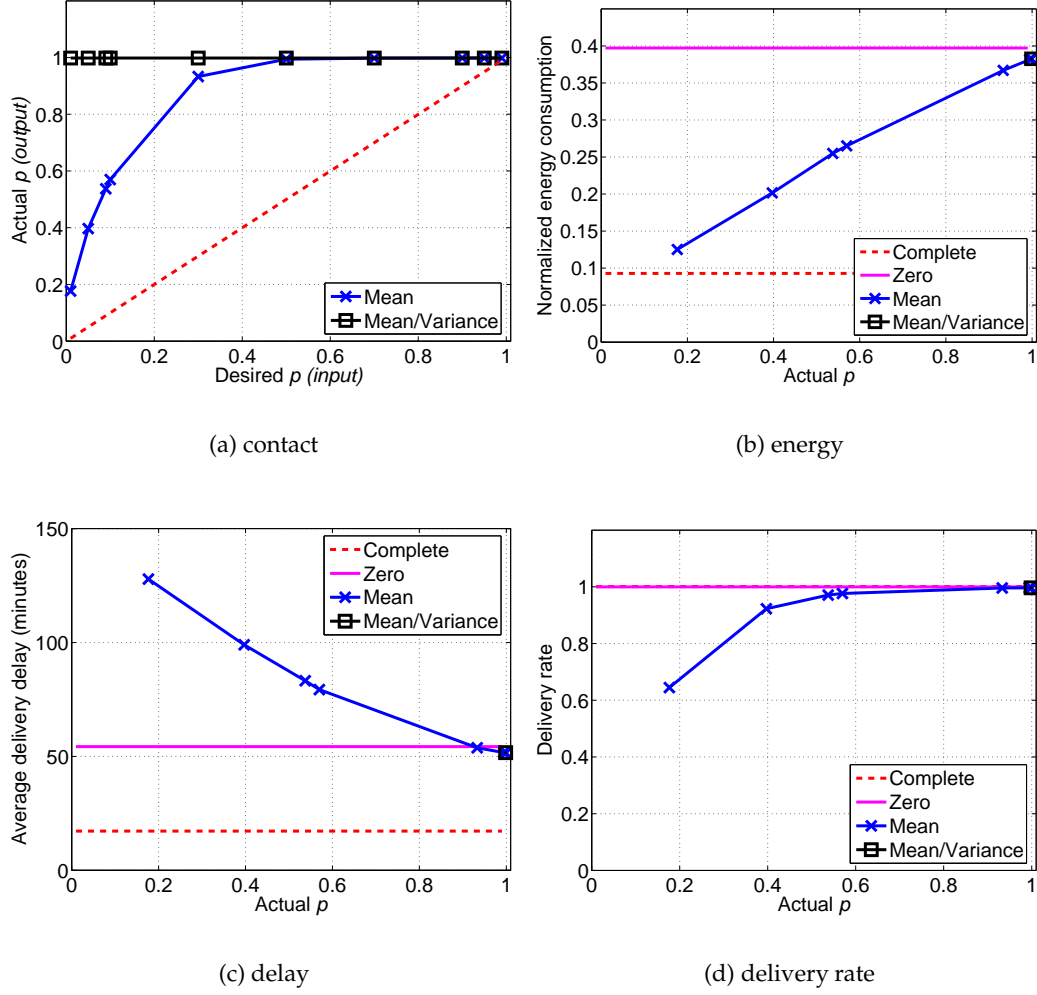 1
0.8
0.6
0.4
0.2
0
0 0.2 0.4 0.6 0.8 1
Actual p (output)
Desired p (input)
Mean
Mean/Variance
(a) contact
0.4
0.35
0.3
0.25
0.2
0.15
0.1
0.05
0
0 0.2 0.4 0.6 0.8 1
Normalized energy consumption
Actual p
Complete
Zero
Mean
Mean/Variance
(b) energy
150
100
50
0
0 0.2 0.4 0.6 0.8 1
Average delivery delay (minutes)
Actual p
Complete
Zero
Mean
Mean/Variance
(c) delay
1
0.8
0.6
0.4
0.2
0
0 0.2 0.4 0.6 0.8 1
Delivery rate
Actual p
Complete
Zero
Mean
Mean/Variance
(d) delivery rate